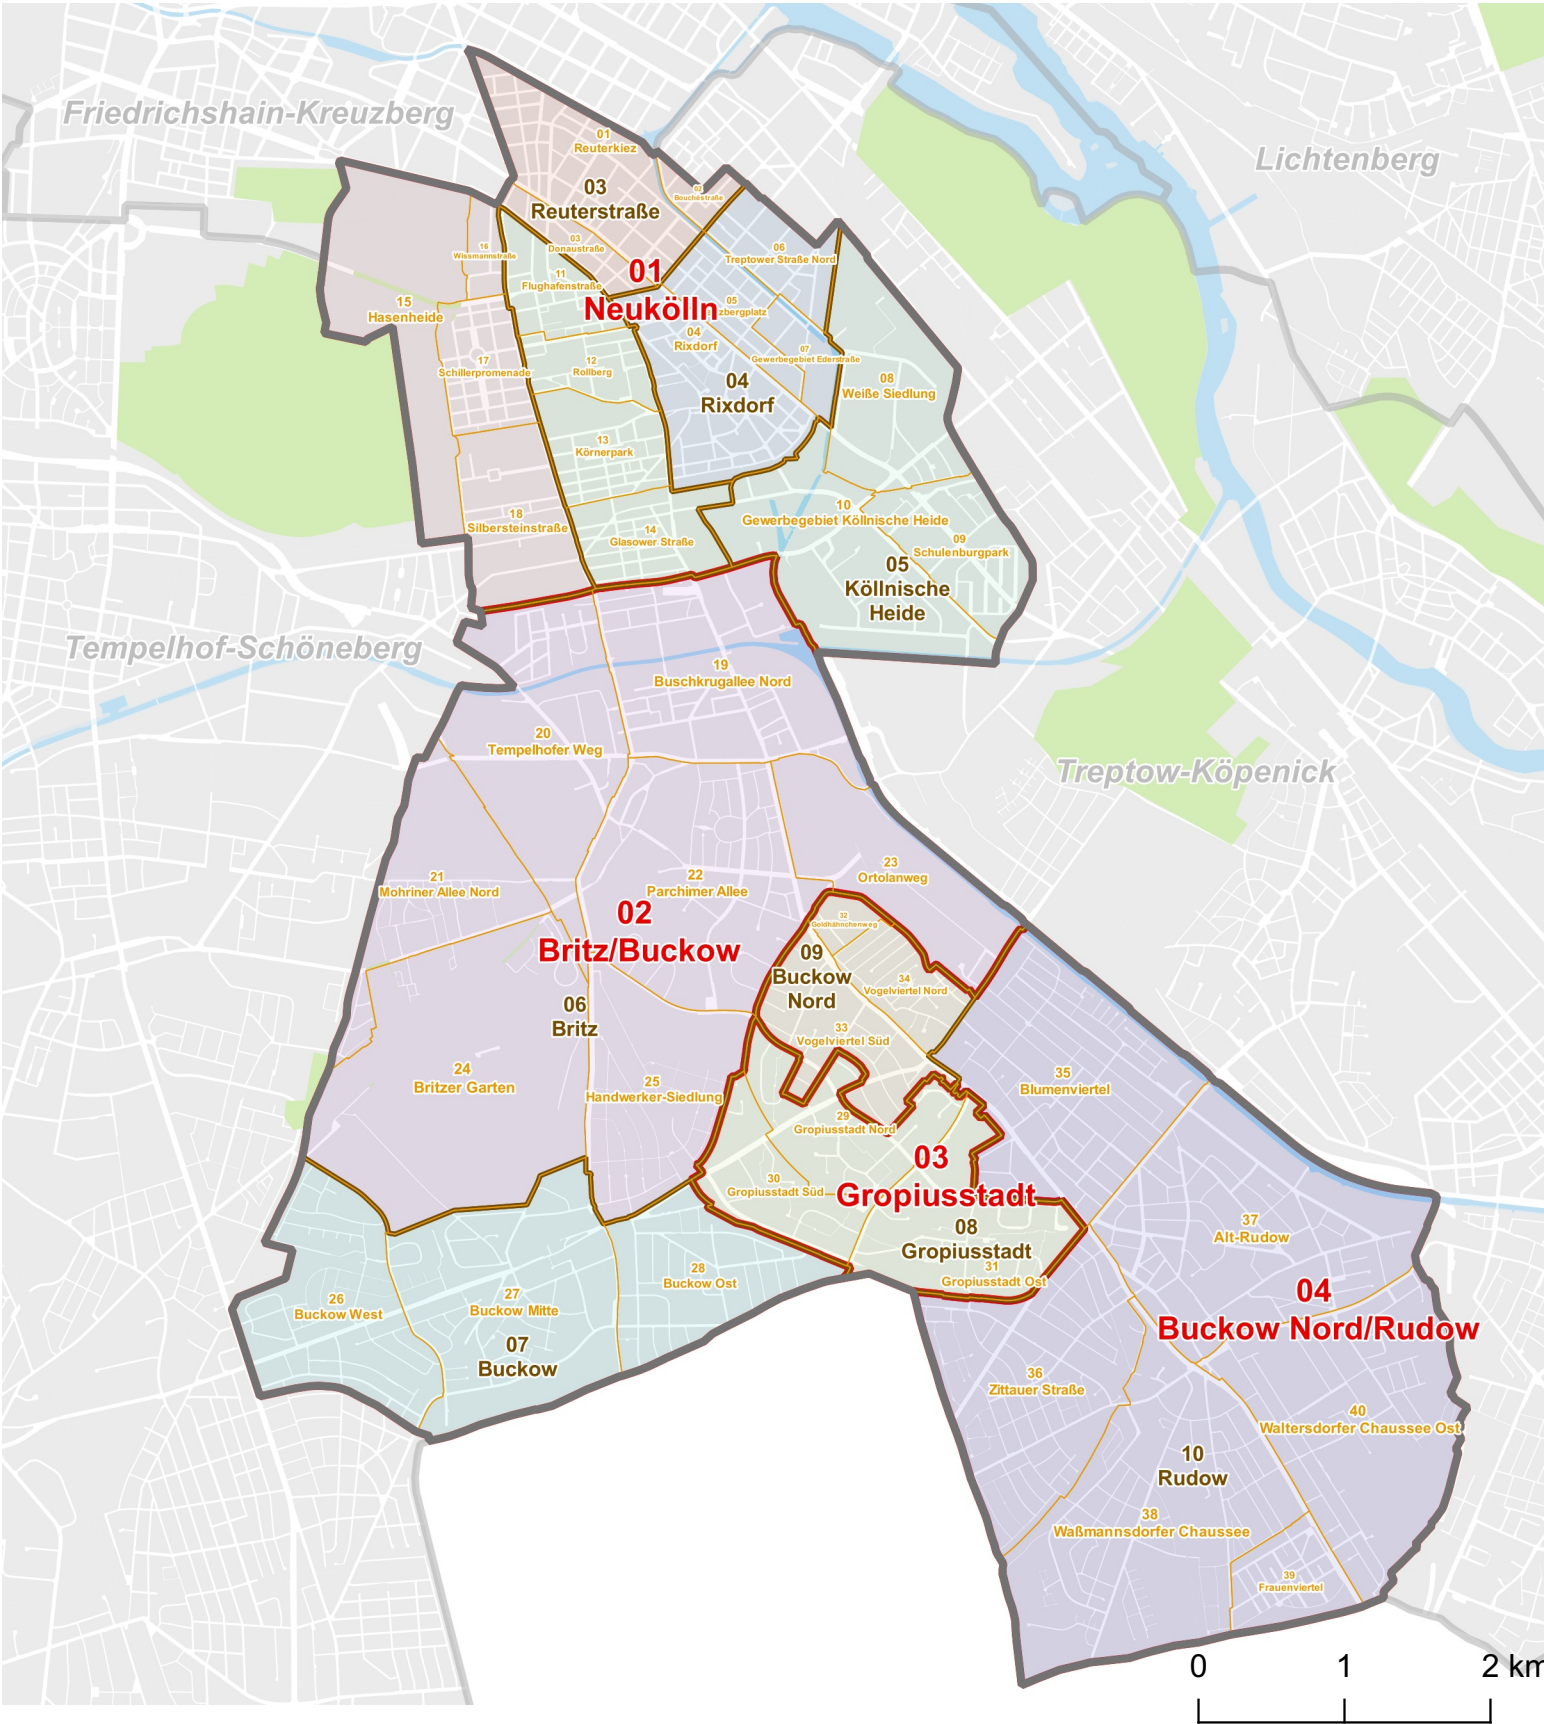 Friedrichshain-Kreuzberg
Lichtenberg
Tempelhof-Schöneberg
Treptow-Köpenick
01
Neukölln
03
Reuterstraße
01
Reuterkiez
02
Bouchéstraße
03
Donaustraße
04
Rixdorf
04
Rixdorf
05
zbergplatz
06
Treptower Straße Nord
07
Gewerbegebiet Ederstraße
05
Köllnische
Heide
08
Weiße Siedlung
09
Schulenburgpark
10
Gewerbegebiet Köllnische Heide
11
Flughafenstraße
12
Rollberg
13
Körnerpark
14
Glasower Straße
15
Hasenheide
16
Wissmannstraße
17
Schillerpromenade
18
Silbersteinstraße
02
Britz/Buckow
06
Britz
19
Buschkrugallee Nord
20
Tempelhofer Weg
21
Mohriner Allee Nord
22
Parchimer Allee
23
Ortolanweg
24
Britzer Garten
25
Handwerker-Siedlung
07
Buckow
26
Buckow West
27
Buckow Mitte
28
Buckow Ost
03
Gropiusstadt
08
Gropiusstadt
29
Gropiusstadt Nord
30
Gropiusstadt Süd
31
Gropiusstadt Ost
04
Buckow Nord/Rudow
09
Buckow
Nord
32
Goldhähnchenweg
33
Vogelviertel Süd
34
Vogelviertel Nord
10
Rudow
35
Blumenviertel
36
Zittauer Straße
37
Alt-Rudow
38
Waßmannsdorfer Chaussee
39
Frauenviertel
40
Waltersdorfer Chaussee Ost
0 1 2 km